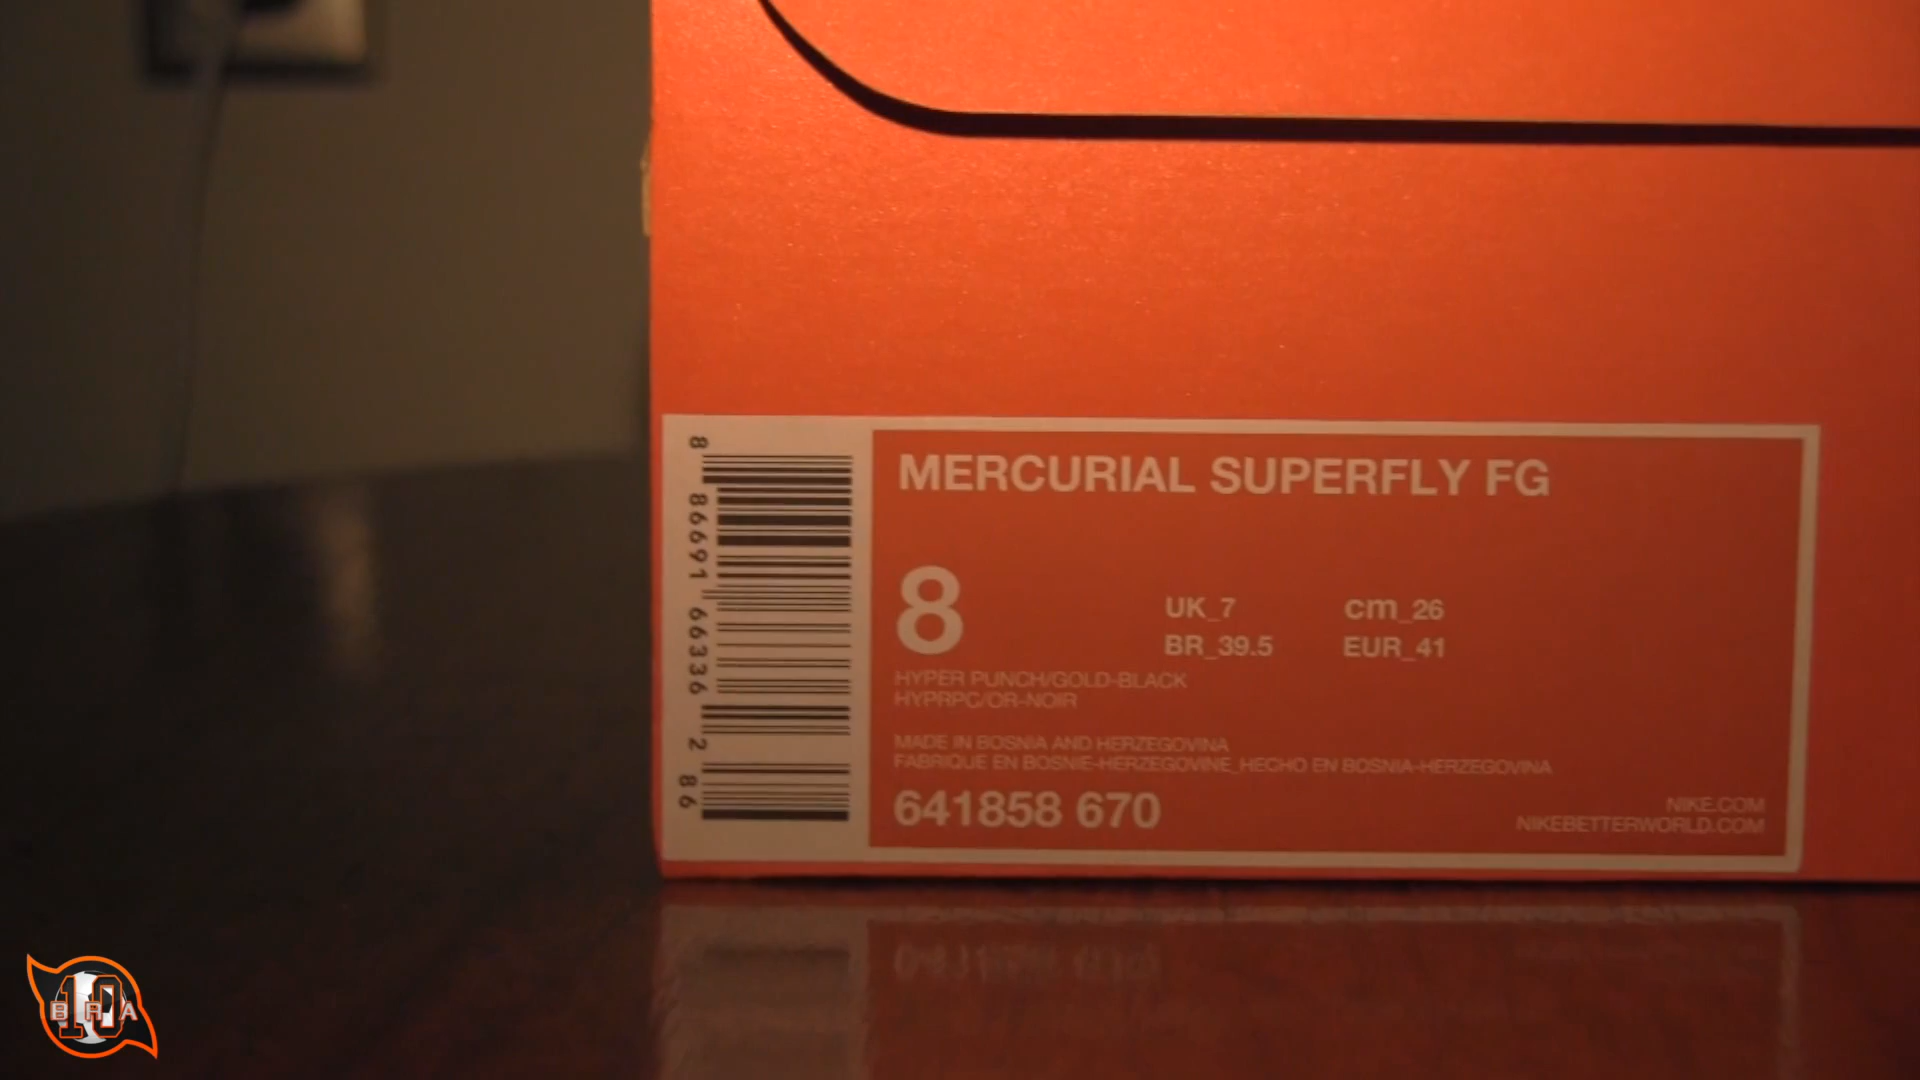 MERCURIAL SUPERFLY FG
8
UK_7
cm_26
BR_39.5
EUR_41
HYPER PUNCH/GOLD-BLACK
HYPRPC/OR-NOIR
MADE IN BOSNIA AND HERZEGOVINA
FABRIQUE EN BOSNIE-HERZEGOVINE_HECHO EN BOSNIA-HERZEGOVINA
641858 670
NIKE.COM
NIKEBETTERWORLD.COM
8 86691 66336 2
86
10
BRA